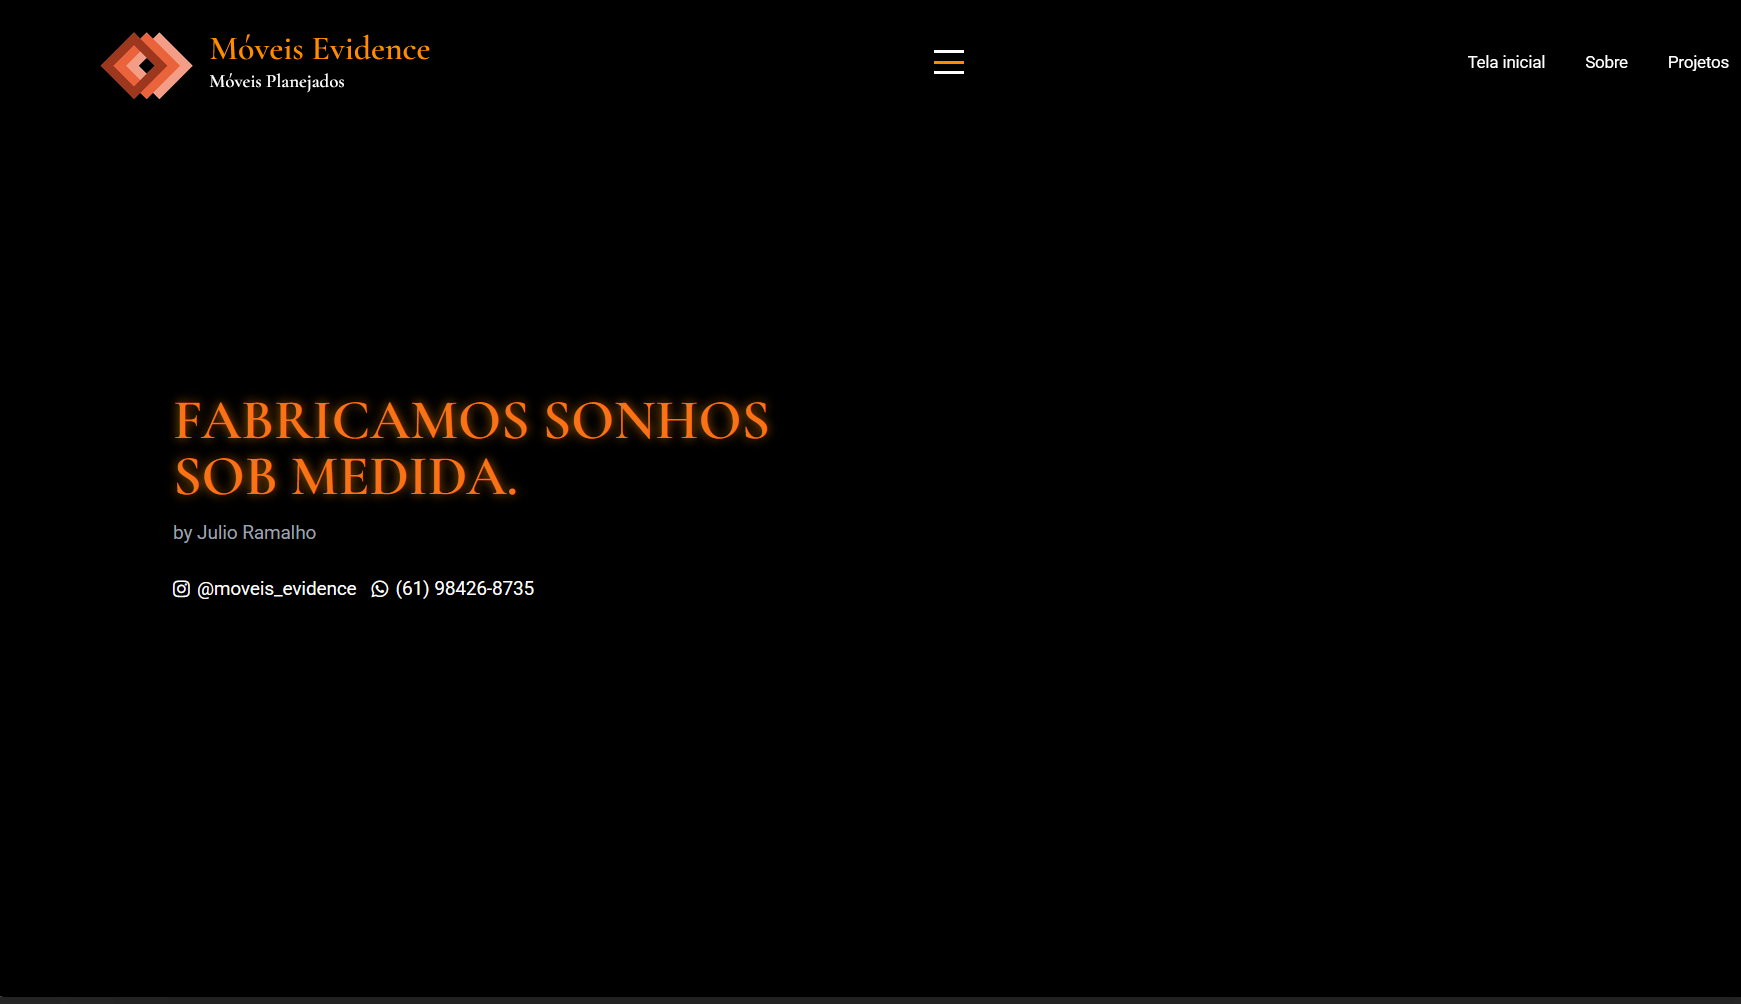 Móveis Evidence
Móveis Planejados
Tela inicial
Sobre
Projetos
FABRICAMOS SONHOS
SOB MEDIDA.
by Julio Ramalho
@moveis_evidence (61) 98426-8735